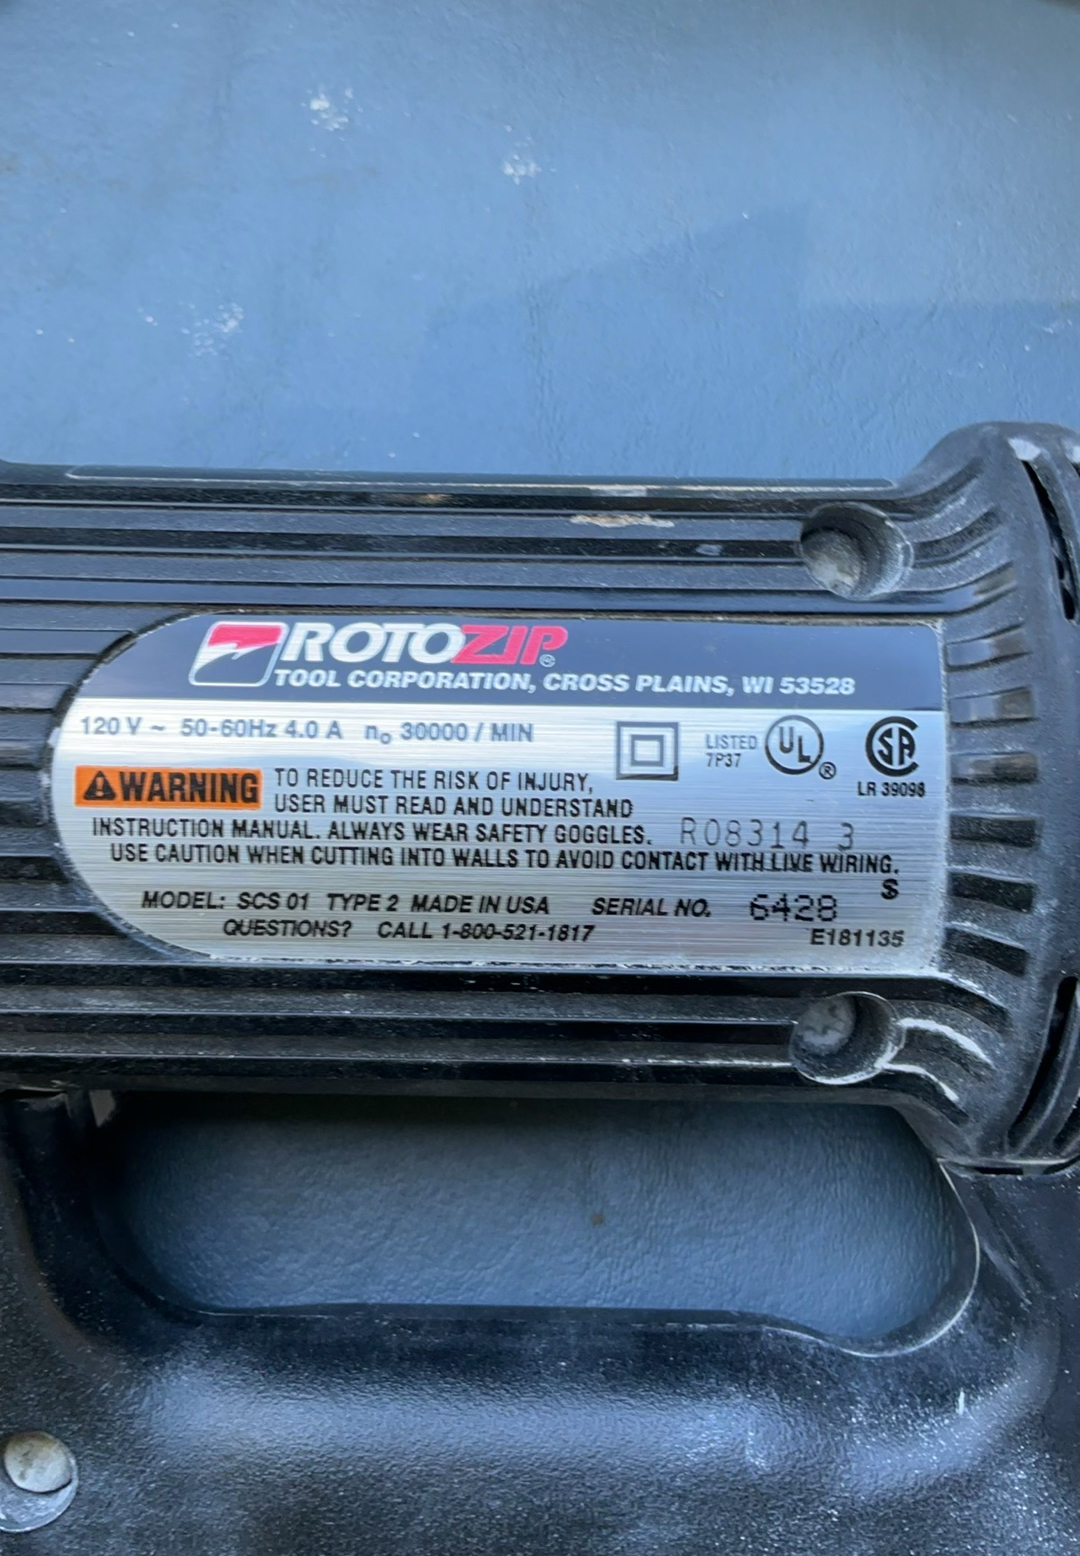 ROTOZIP®
TOOL CORPORATION, CROSS PLAINS, WI 53528
120 V ~ 50-60Hz 4.0 A n₀ 30000 / MIN
LISTED
7P37
UL®
SA
LR 39098
WARNING TO REDUCE THE RISK OF INJURY,
USER MUST READ AND UNDERSTAND
INSTRUCTION MANUAL. ALWAYS WEAR SAFETY GOGGLES. R08314 3
USE CAUTION WHEN CUTTING INTO WALLS TO AVOID CONTACT WITH LIVE WIRING.
S
MODEL: SCS 01 TYPE 2 MADE IN USA SERIAL NO. 6428
QUESTIONS? CALL 1-800-521-1817 E181135